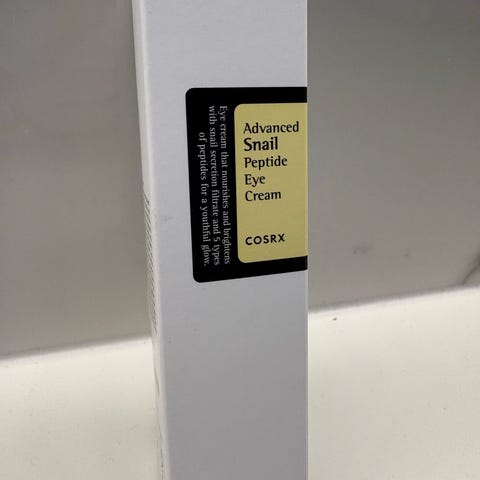 Advanced
Snail
Peptide
Eye
Cream
COSRX
Eye cream that nourishes and brightens
with snail secretion filtrate and 5 types
of peptides for a youthful glow.